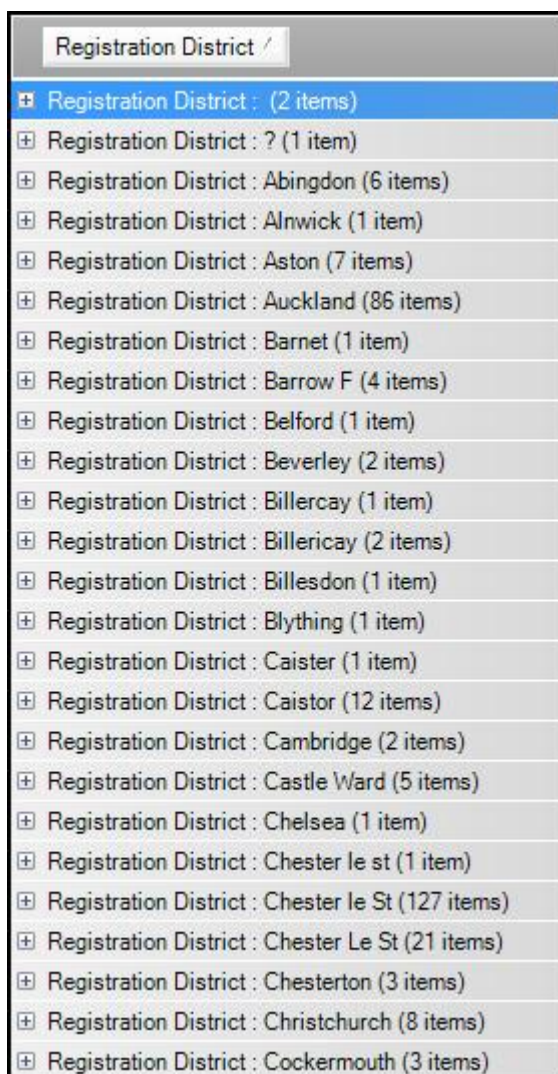 Registration District
Registration District : (2 items)
Registration District : ? (1 item)
Registration District : Abingdon (6 items)
Registration District : Alnwick (1 item)
Registration District : Aston (7 items)
Registration District : Auckland (86 items)
Registration District : Barnet (1 item)
Registration District : Barrow F (4 items)
Registration District : Belford (1 item)
Registration District : Beverley (2 items)
Registration District : Billercay (1 item)
Registration District : Billericay (2 items)
Registration District : Billesdon (1 item)
Registration District : Blything (1 item)
Registration District : Caister (1 item)
Registration District : Caistor (12 items)
Registration District : Cambridge (2 items)
Registration District : Castle Ward (5 items)
Registration District : Chelsea (1 item)
Registration District : Chester le st (1 item)
Registration District : Chester le St (127 items)
Registration District : Chester Le St (21 items)
Registration District : Chesterton (3 items)
Registration District : Christchurch (8 items)
Registration District : Cockermouth (3 items)